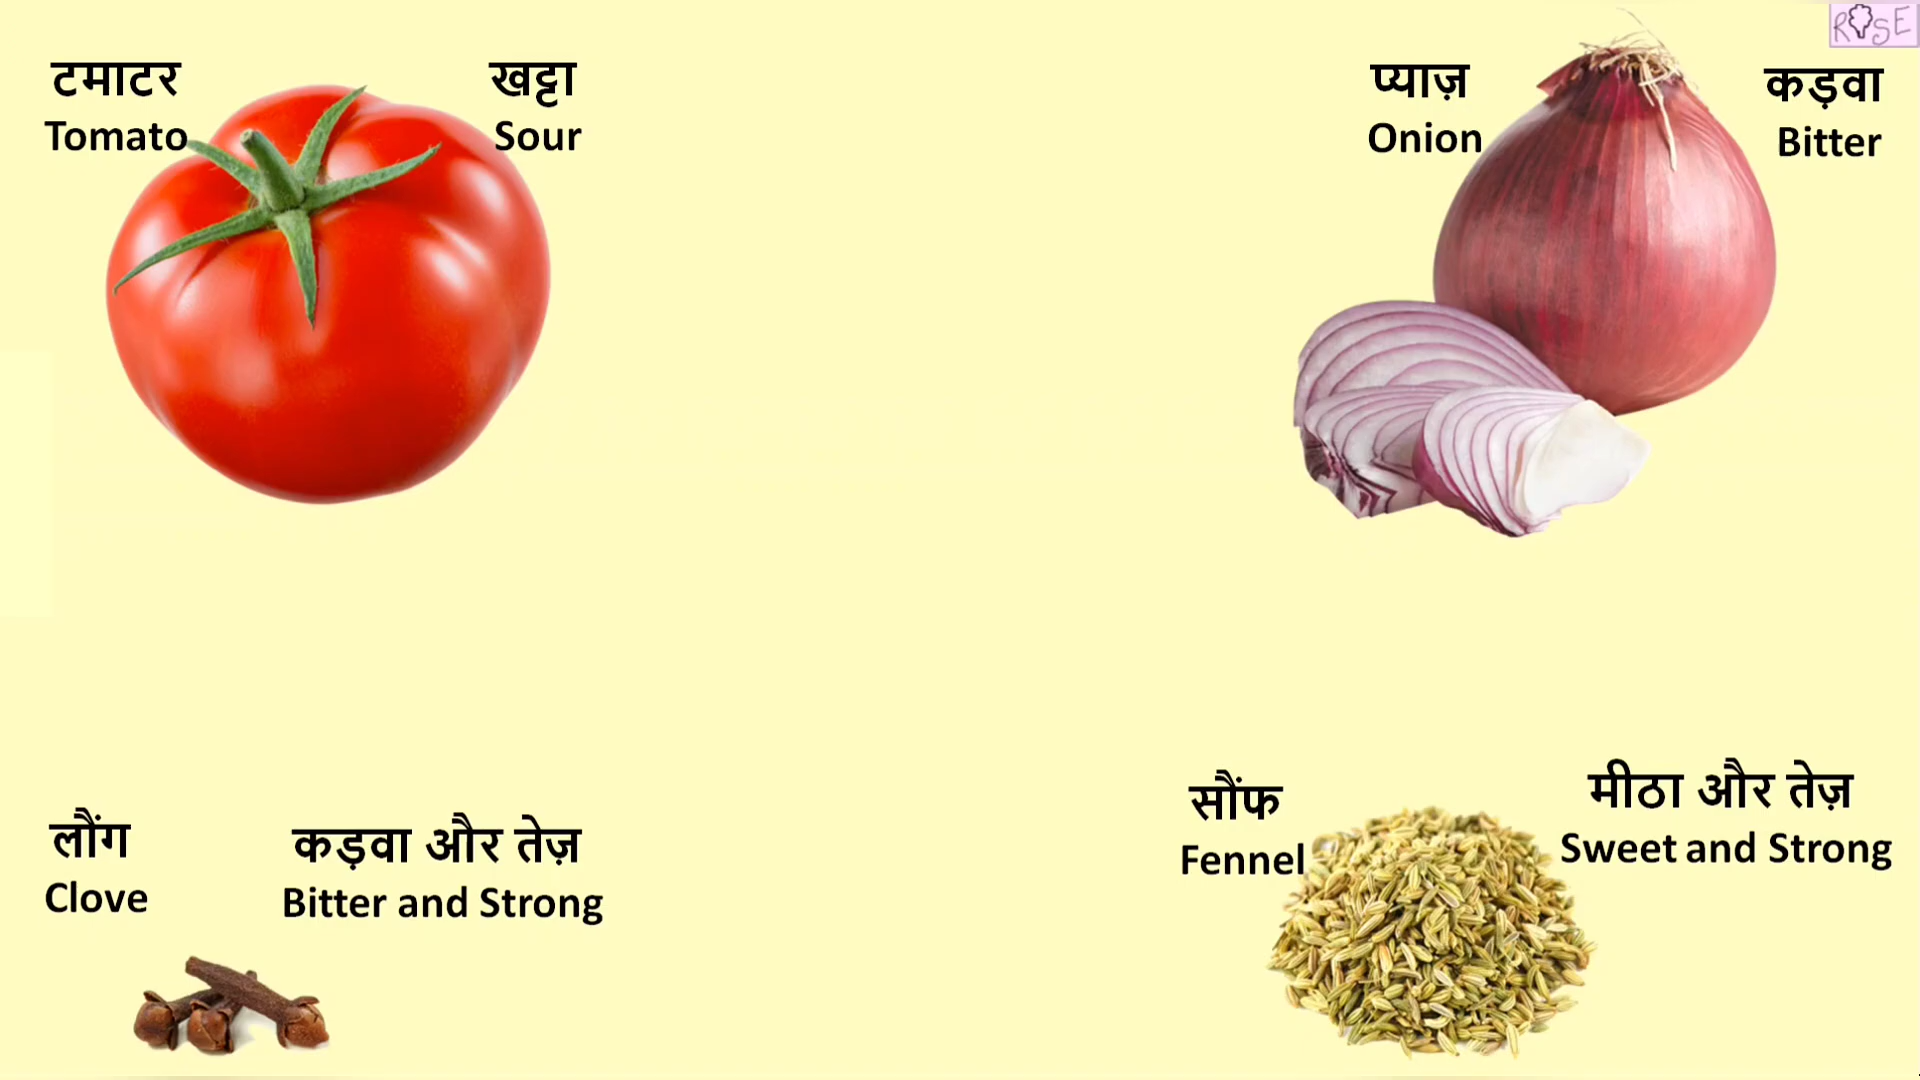 टमाटर
Tomato
खट्टा
Sour
प्याज़
Onion
कड़वा
Bitter
ROSE
लौंग
Clove
कड़वा और तेज़
Bitter and Strong
सौंफ
Fennel
मीठा और तेज़
Sweet and Strong